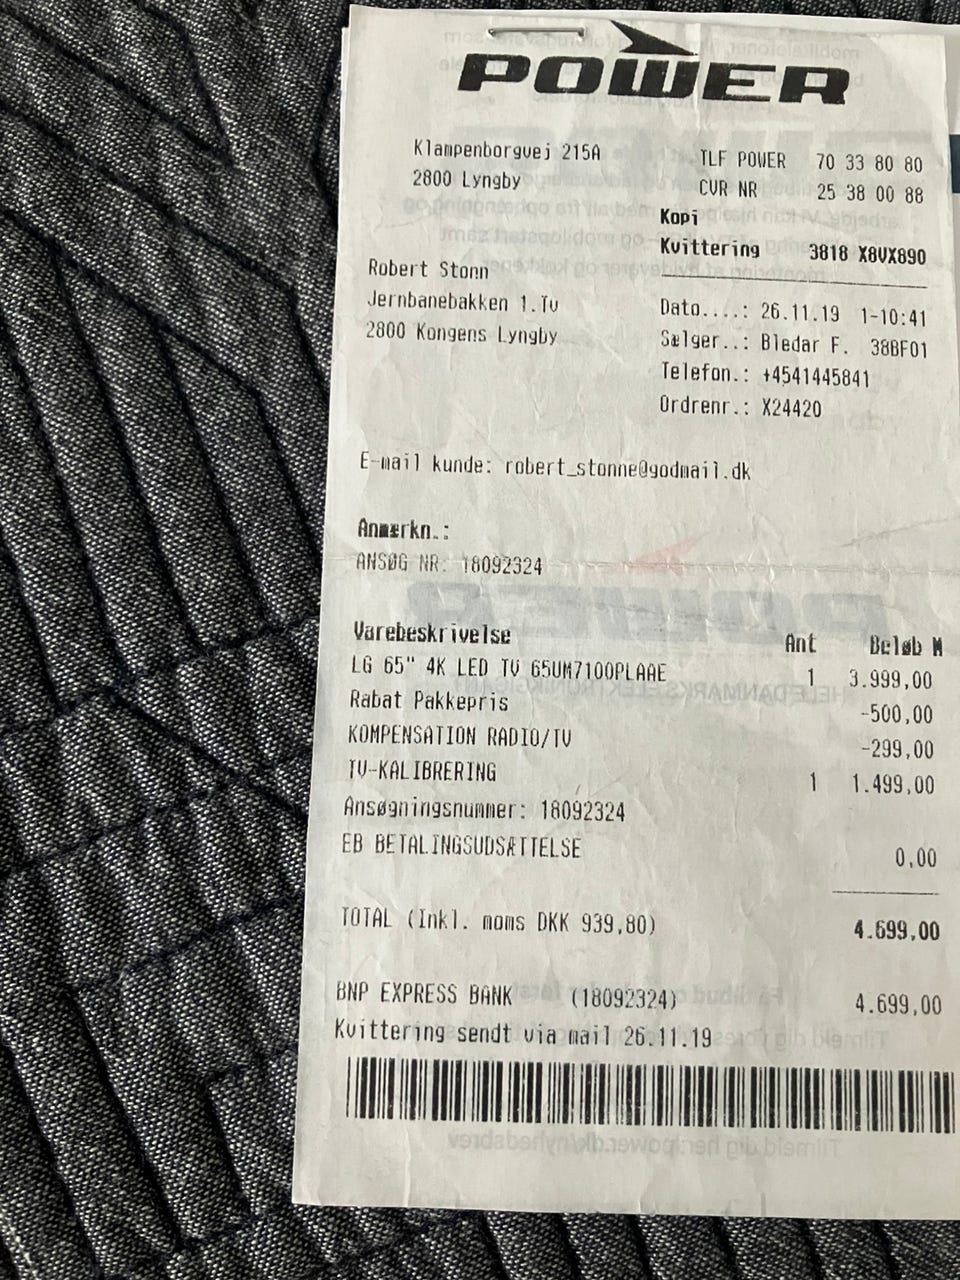 POWER
Klampenborgvej 215A
2800 Lyngby
TLF POWER 70 33 80 80
CVR NR 25 38 00 88
Kopi
Kvittering 3818 X8VX890
Robert Stonn
Jernbanebakken 1.Tv
2800 Kongens Lyngby
Dato....: 26.11.19 1-10:41
Sælger..: Bledar F. 38BF01
Telefon.: +4541445841
Ordrenr.: X24420
E-mail kunde: robert_stonne@godmail.dk
Anmærkn.:
ANSØG NR: 18092324
Varebeskrivelse Ant Beløb M
LG 65" 4K LED TV 65UM7100PLAAE 1 3.999,00
Rabat Pakkepris -500,00
KOMPENSATION RADIO/TV -299,00
TV-KALIBRERING 1 1.499,00
Ansøgningsnummer: 18092324
EB BETALINGSUDSÆTTELSE 0,00
TOTAL (Inkl. moms DKK 939,80) 4.699,00
BNP EXPRESS BANK (18092324) 4.699,00
Kvittering sendt via mail 26.11.19